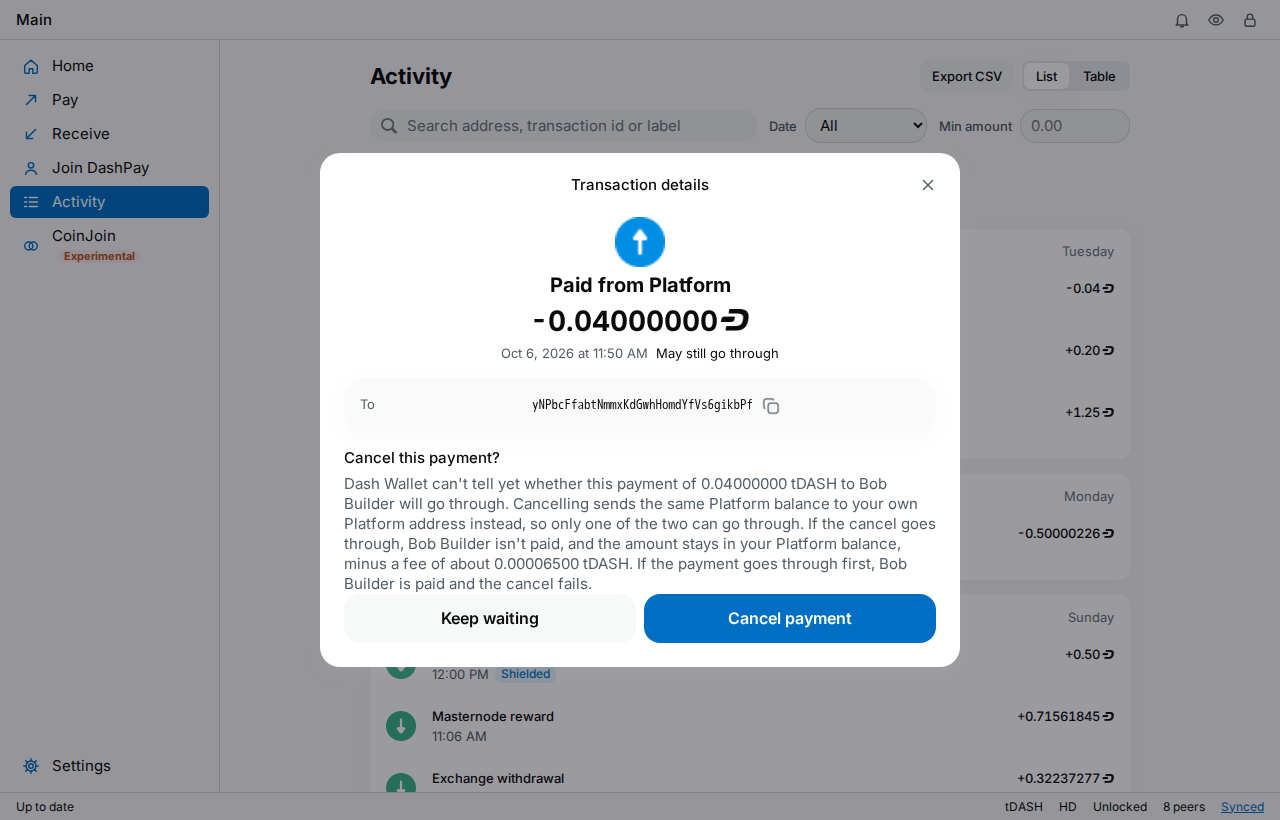 Main
Home
Pay
Receive
Join DashPay
Activity
CoinJoin
Experimental
Settings
Activity
Export CSV
List
Table
Search address, transaction id or label
Date
All
Min amount
0.00
Tuesday
-0.04
+0.20
+1.25
Monday
-0.50000226
Sunday
+0.50
12:00 PM
Shielded
Masternode reward
+0.71561845
11:06 AM
Exchange withdrawal
+0.32237277
Transaction details
Paid from Platform
-0.04000000
Oct 6, 2026 at 11:50 AM
May still go through
To
yNPbcFfabtNmmxKdGwhHomdYfVs6gikbPf
Cancel this payment?
Dash Wallet can't tell yet whether this payment of 0.04000000 tDASH to Bob
Builder will go through. Cancelling sends the same Platform balance to your own
Platform address instead, so only one of the two can go through. If the cancel goes
through, Bob Builder isn't paid, and the amount stays in your Platform balance,
minus a fee of about 0.00006500 tDASH. If the payment goes through first, Bob
Builder is paid and the cancel fails.
Keep waiting
Cancel payment
Up to date
tDASH
HD
Unlocked
8 peers
Synced